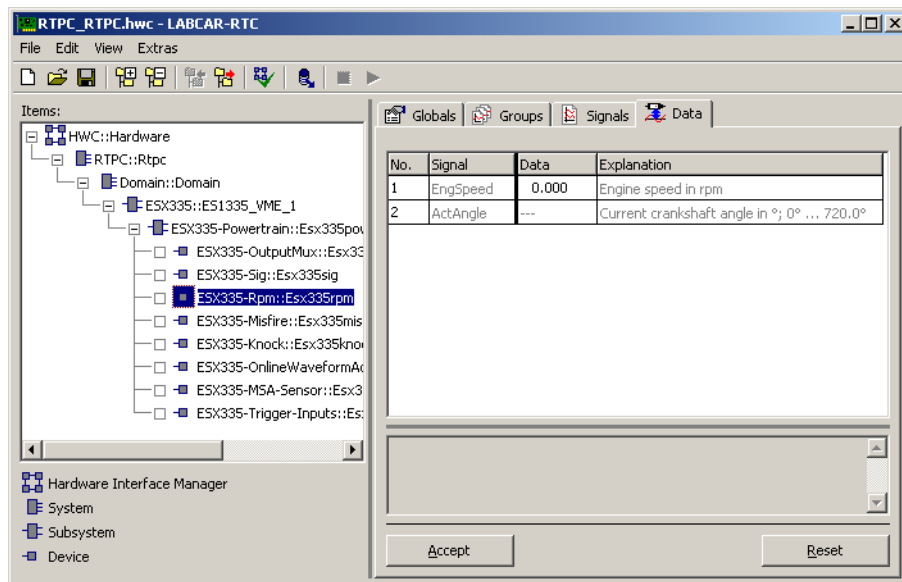 RTPC_RTPC.hwc - LABCAR-RTC
File Edit View Extras
Items:
HWC::Hardware
RTPC::Rtpc
Domain::Domain
ESX335::ES1335_VME_1
ESX335-Powertrain::Esx335pow
ESX335-OutputMux::Esx33
ESX335-Sig::Esx335sig
ESX335-Rpm::Esx335rpm
ESX335-Misfire::Esx335mis
ESX335-Knock::Esx335kno
ESX335-OnlineWaveformA
ESX335-MSA-Sensor::Esx3
ESX335-Trigger-Inputs::Es
Hardware Interface Manager
System
Subsystem
Device
Globals Groups Signals Data
No. Signal Data Explanation
1 EngSpeed 0.000 Engine speed in rpm
2 ActAngle --- Current crankshaft angle in °; 0° ... 720.0°
Accept Reset